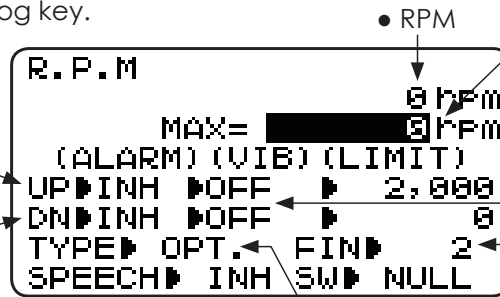 og key.
• RPM
R.P.M
0 rpm
MAX= 0 rpm
(ALARM) (VIB) (LIMIT)
UP▶INH ▶OFF ▶ 2,000
DN▶INH ▶OFF ▶ 0
TYPE▶ OPT. FIN▶ 2
SPEECH▶ INH SW▶ NULL